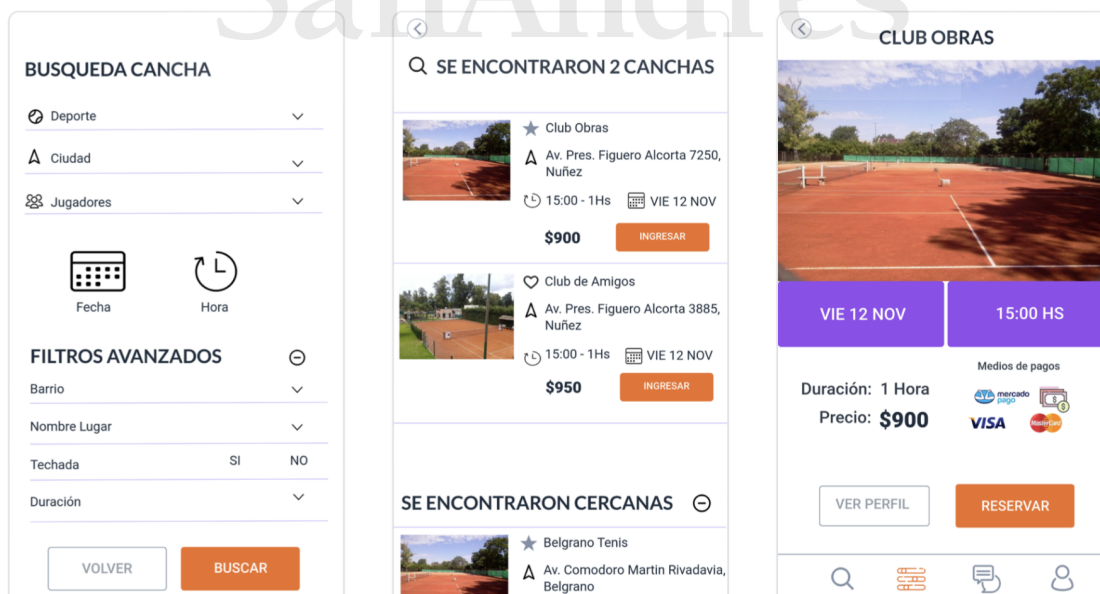 SanAndrés
BUSQUEDA CANCHA
Deporte
Ciudad
Jugadores
Fecha
Hora
FILTROS AVANZADOS
Barrio
Nombre Lugar
Techada SI NO
Duración
VOLVER
BUSCAR
SE ENCONTRARON 2 CANCHAS
Club Obras
Av. Pres. Figuero Alcorta 7250,
Nuñez
15:00 - 1Hs VIE 12 NOV
$900
INGRESAR
Club de Amigos
Av. Pres. Figuero Alcorta 3885,
Nuñez
15:00 - 1Hs VIE 12 NOV
$950
INGRESAR
SE ENCONTRARON CERCANAS
Belgrano Tenis
Av. Comodoro Martin Rivadavia,
Belgrano
CLUB OBRAS
VIE 12 NOV
15:00 HS
Medios de pagos
Duración: 1 Hora
Precio: $900
mercado
pago
VISA
MasterCard
VER PERFIL
RESERVAR